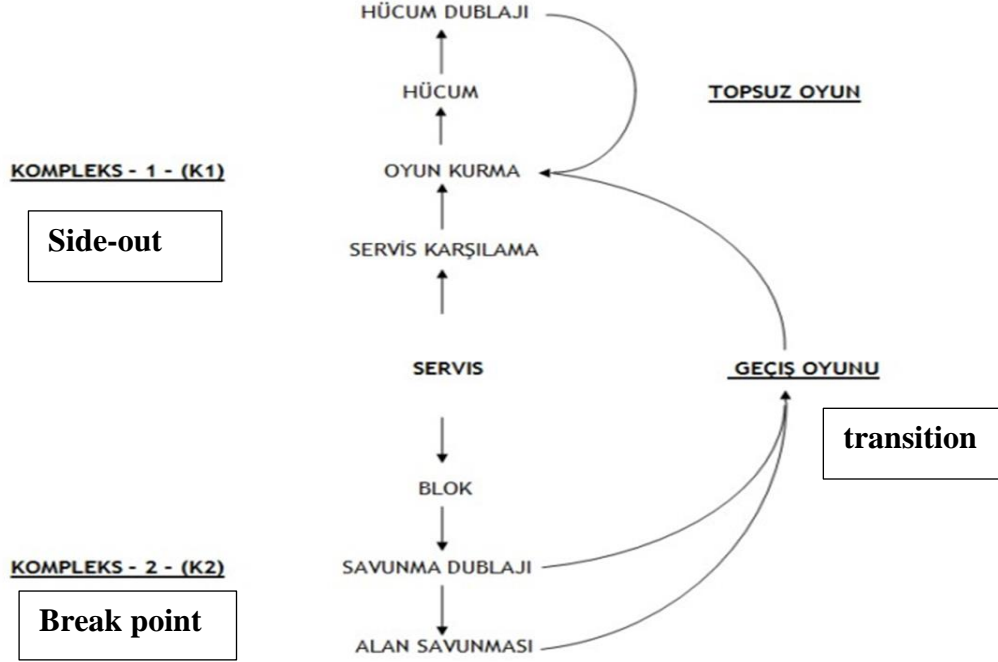 HÜCUM DUBLAJI
HÜCUM
TOPSUZ OYUN
KOMPLEKS - 1 - (K1)
OYUN KURMA
Side-out
SERVİS KARŞILAMA
SERVIS
GEÇIŞ OYUNU
transition
BLOK
KOMPLEKS - 2 - (K2)
SAVUNMA DUBLAJI
Break point
ALAN SAVUNMASI